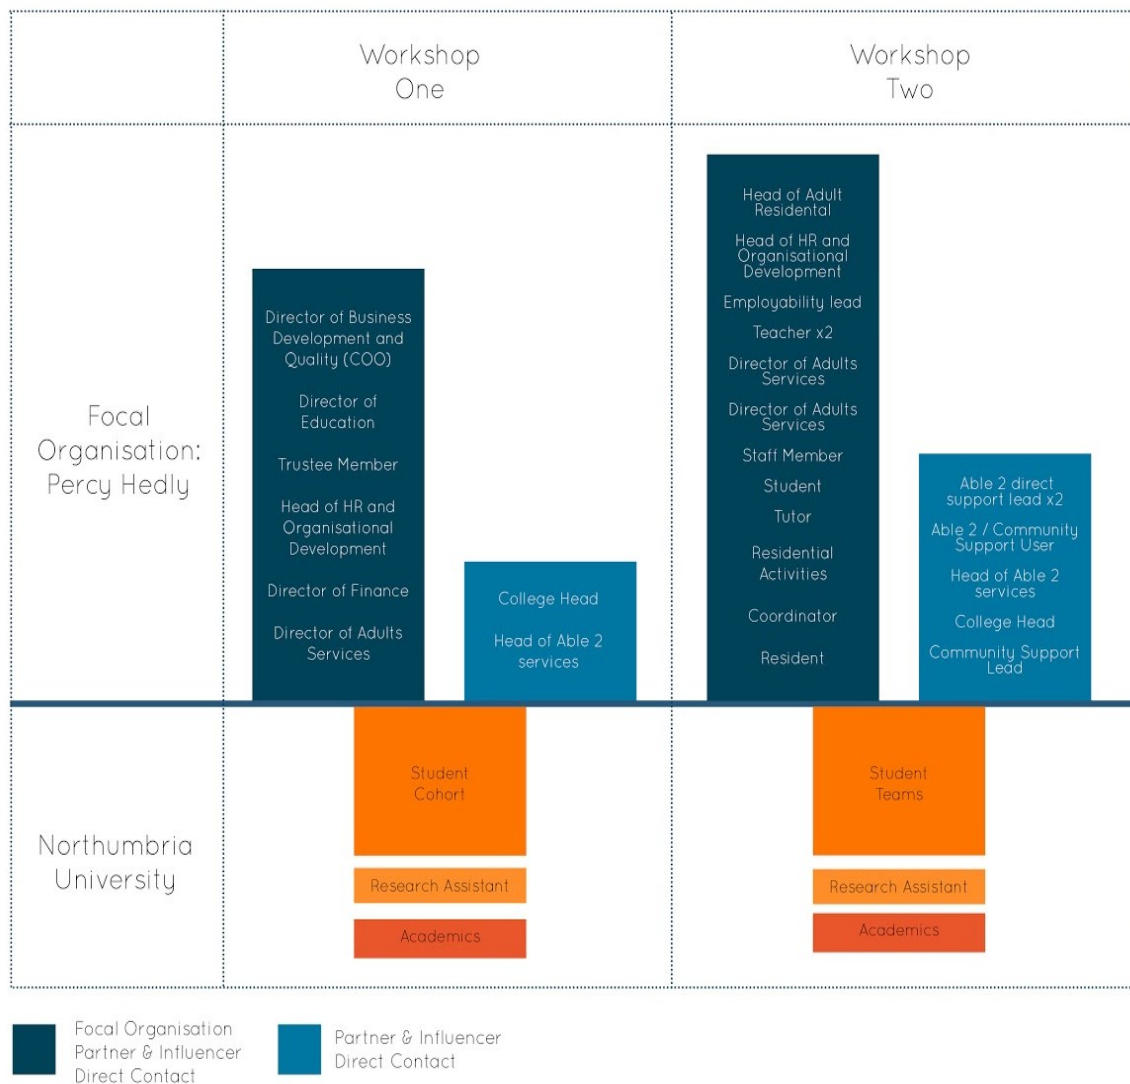 Workshop
One
Workshop
Two
Focal
Organisation:
Percy Hedly
Director of Business
Development and
Quality (COO)
Director of
Education
Trustee Member
Head of HR and
Organisational
Development
Director of Finance
Director of Adults
Services
College Head
Head of Able 2
services
Head of Adult
Residental
Head of HR and
Organisational
Development
Employability lead
Teacher x2
Director of Adults
Services
Director of Adults
Services
Staff Member
Student
Tutor
Residential
Activities
Coordinator
Resident
Able 2 direct
support lead x2
Able 2 / Community
Support User
Head of Able 2
services
College Head
Community Support
Lead
Northumbria
University
Student
Cohort
Research Assistant
Academics
Student
Teams
Research Assistant
Academics
Focal Organisation
Partner & Influencer
Direct Contact
Partner & Influencer
Direct Contact